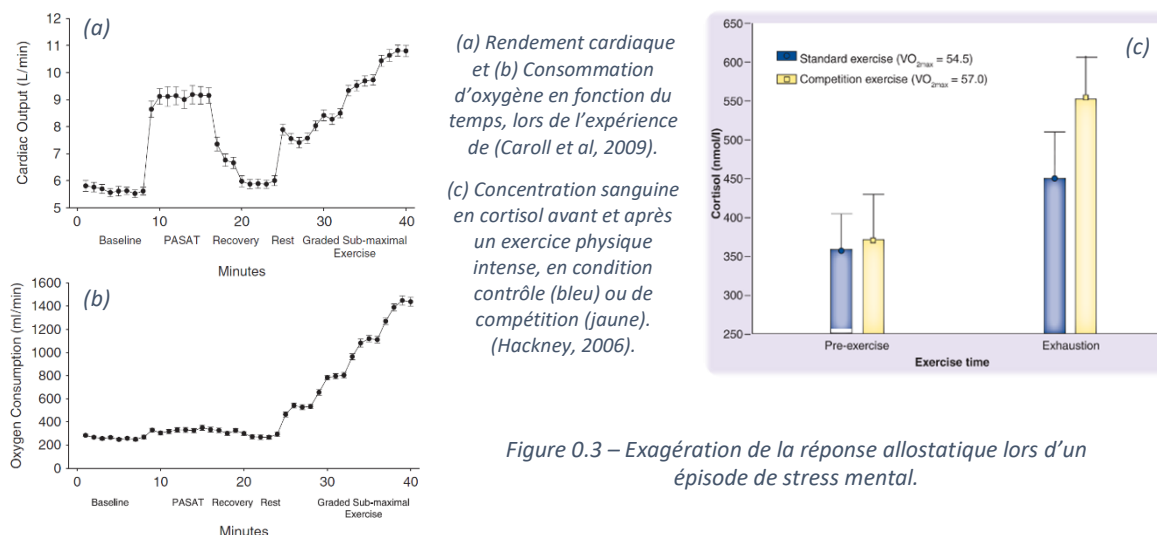 (a)
12
11
10
9
8
7
6
5
Cardiac Output (L/min)
0 10 20 30 40
Baseline PASAT Recovery Rest Graded Sub-maximal
Exercise
Minutes
(b)
1600
1400
1200
1000
800
600
400
200
0
Oxygen Consumption (ml/min)
0 10 20 30 40
Baseline PASAT Recovery Rest Graded Sub-maximal
Exercise
Minutes
(a) Rendement cardiaque
et (b) Consommation
d’oxygène en fonction du
temps, lors de l’expérience
de (Caroll et al, 2009).
(c) Concentration sanguine
en cortisol avant et après
un exercice physique
intense, en condition
contrôle (bleu) ou de
compétition (jaune).
(Hackney, 2006).
(c)
Standard exercise (VO2max = 54.5)
Competition exercise (VO2max = 57.0)
650
600
550
500
450
400
350
300
250
Cortisol (nmol/l)
Pre-exercise Exhaustion
Exercise time
Figure 0.3 – Exagération de la réponse allostatique lors d’un
épisode de stress mental.